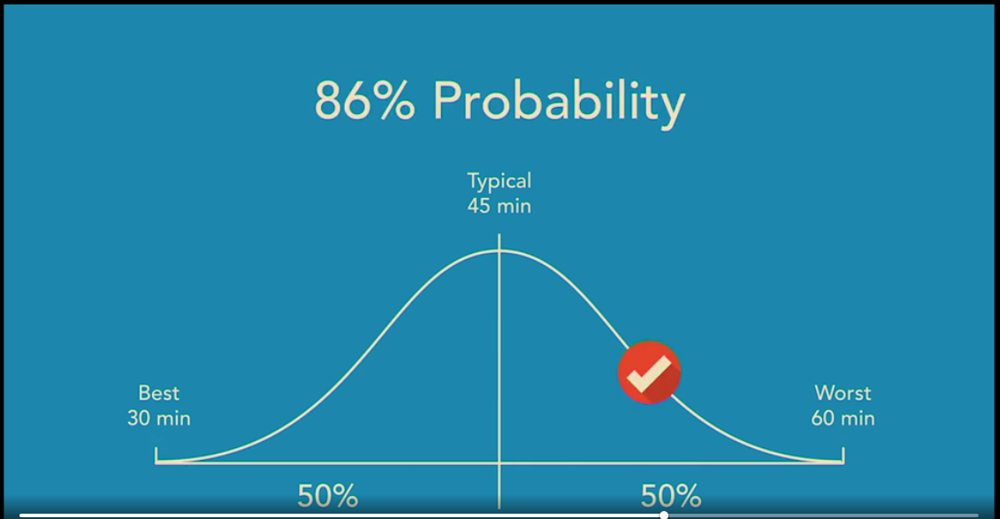 86% Probability
Typical
45 min
Best
30 min
Worst
60 min
50%
50%